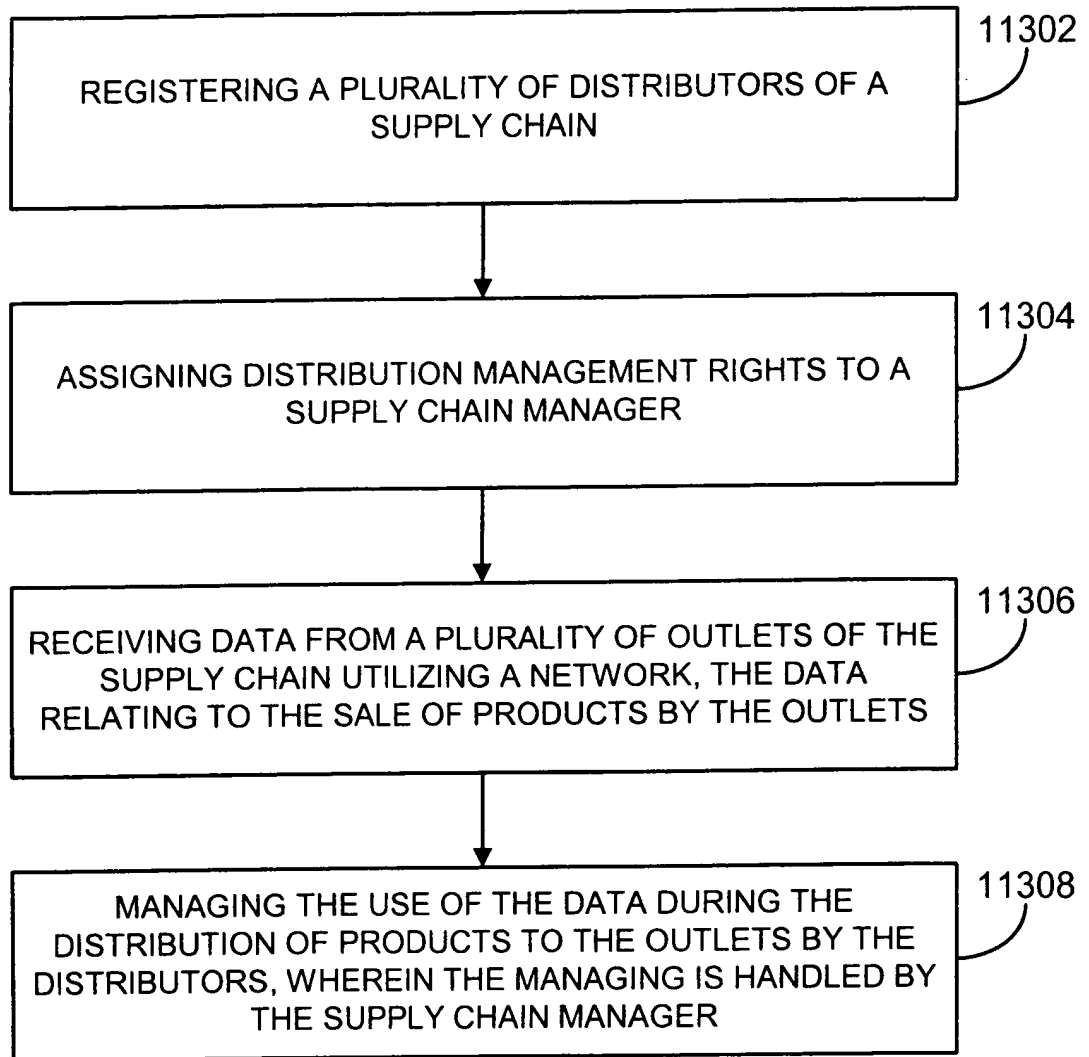 11302
REGISTERING A PLURALITY OF DISTRIBUTORS OF A
SUPPLY CHAIN
11304
ASSIGNING DISTRIBUTION MANAGEMENT RIGHTS TO A
SUPPLY CHAIN MANAGER
11306
RECEIVING DATA FROM A PLURALITY OF OUTLETS OF THE
SUPPLY CHAIN UTILIZING A NETWORK, THE DATA
RELATING TO THE SALE OF PRODUCTS BY THE OUTLETS
11308
MANAGING THE USE OF THE DATA DURING THE
DISTRIBUTION OF PRODUCTS TO THE OUTLETS BY THE
DISTRIBUTORS, WHEREIN THE MANAGING IS HANDLED BY
THE SUPPLY CHAIN MANAGER